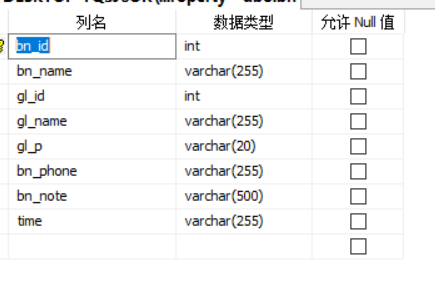 列名 数据类型 允许 Null 值
bn_id int
bn_name varchar(255)
gl_id int
gl_name varchar(255)
gl_p varchar(20)
bn_phone varchar(255)
bn_note varchar(500)
time varchar(255)